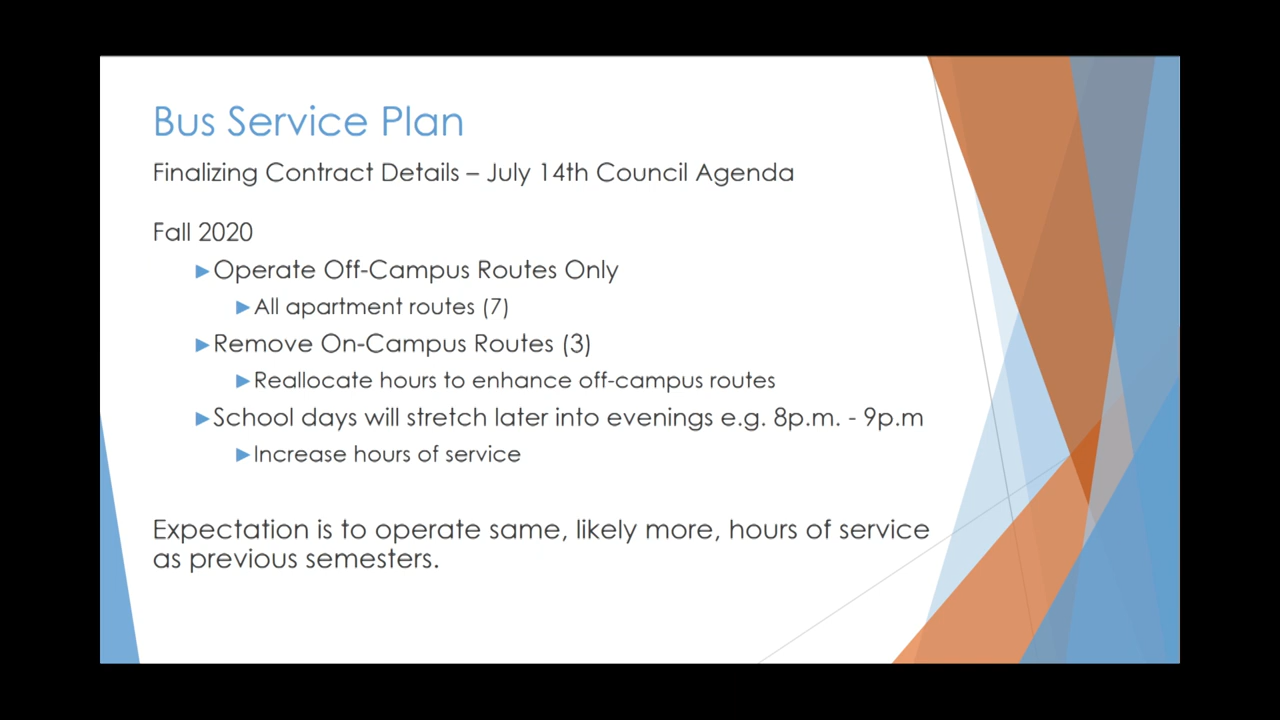 Bus Service Plan
Finalizing Contract Details – July 14th Council Agenda
Fall 2020
Operate Off-Campus Routes Only
All apartment routes (7)
Remove On-Campus Routes (3)
Reallocate hours to enhance off-campus routes
School days will stretch later into evenings e.g. 8p.m. - 9p.m
Increase hours of service
Expectation is to operate same, likely more, hours of service
as previous semesters.